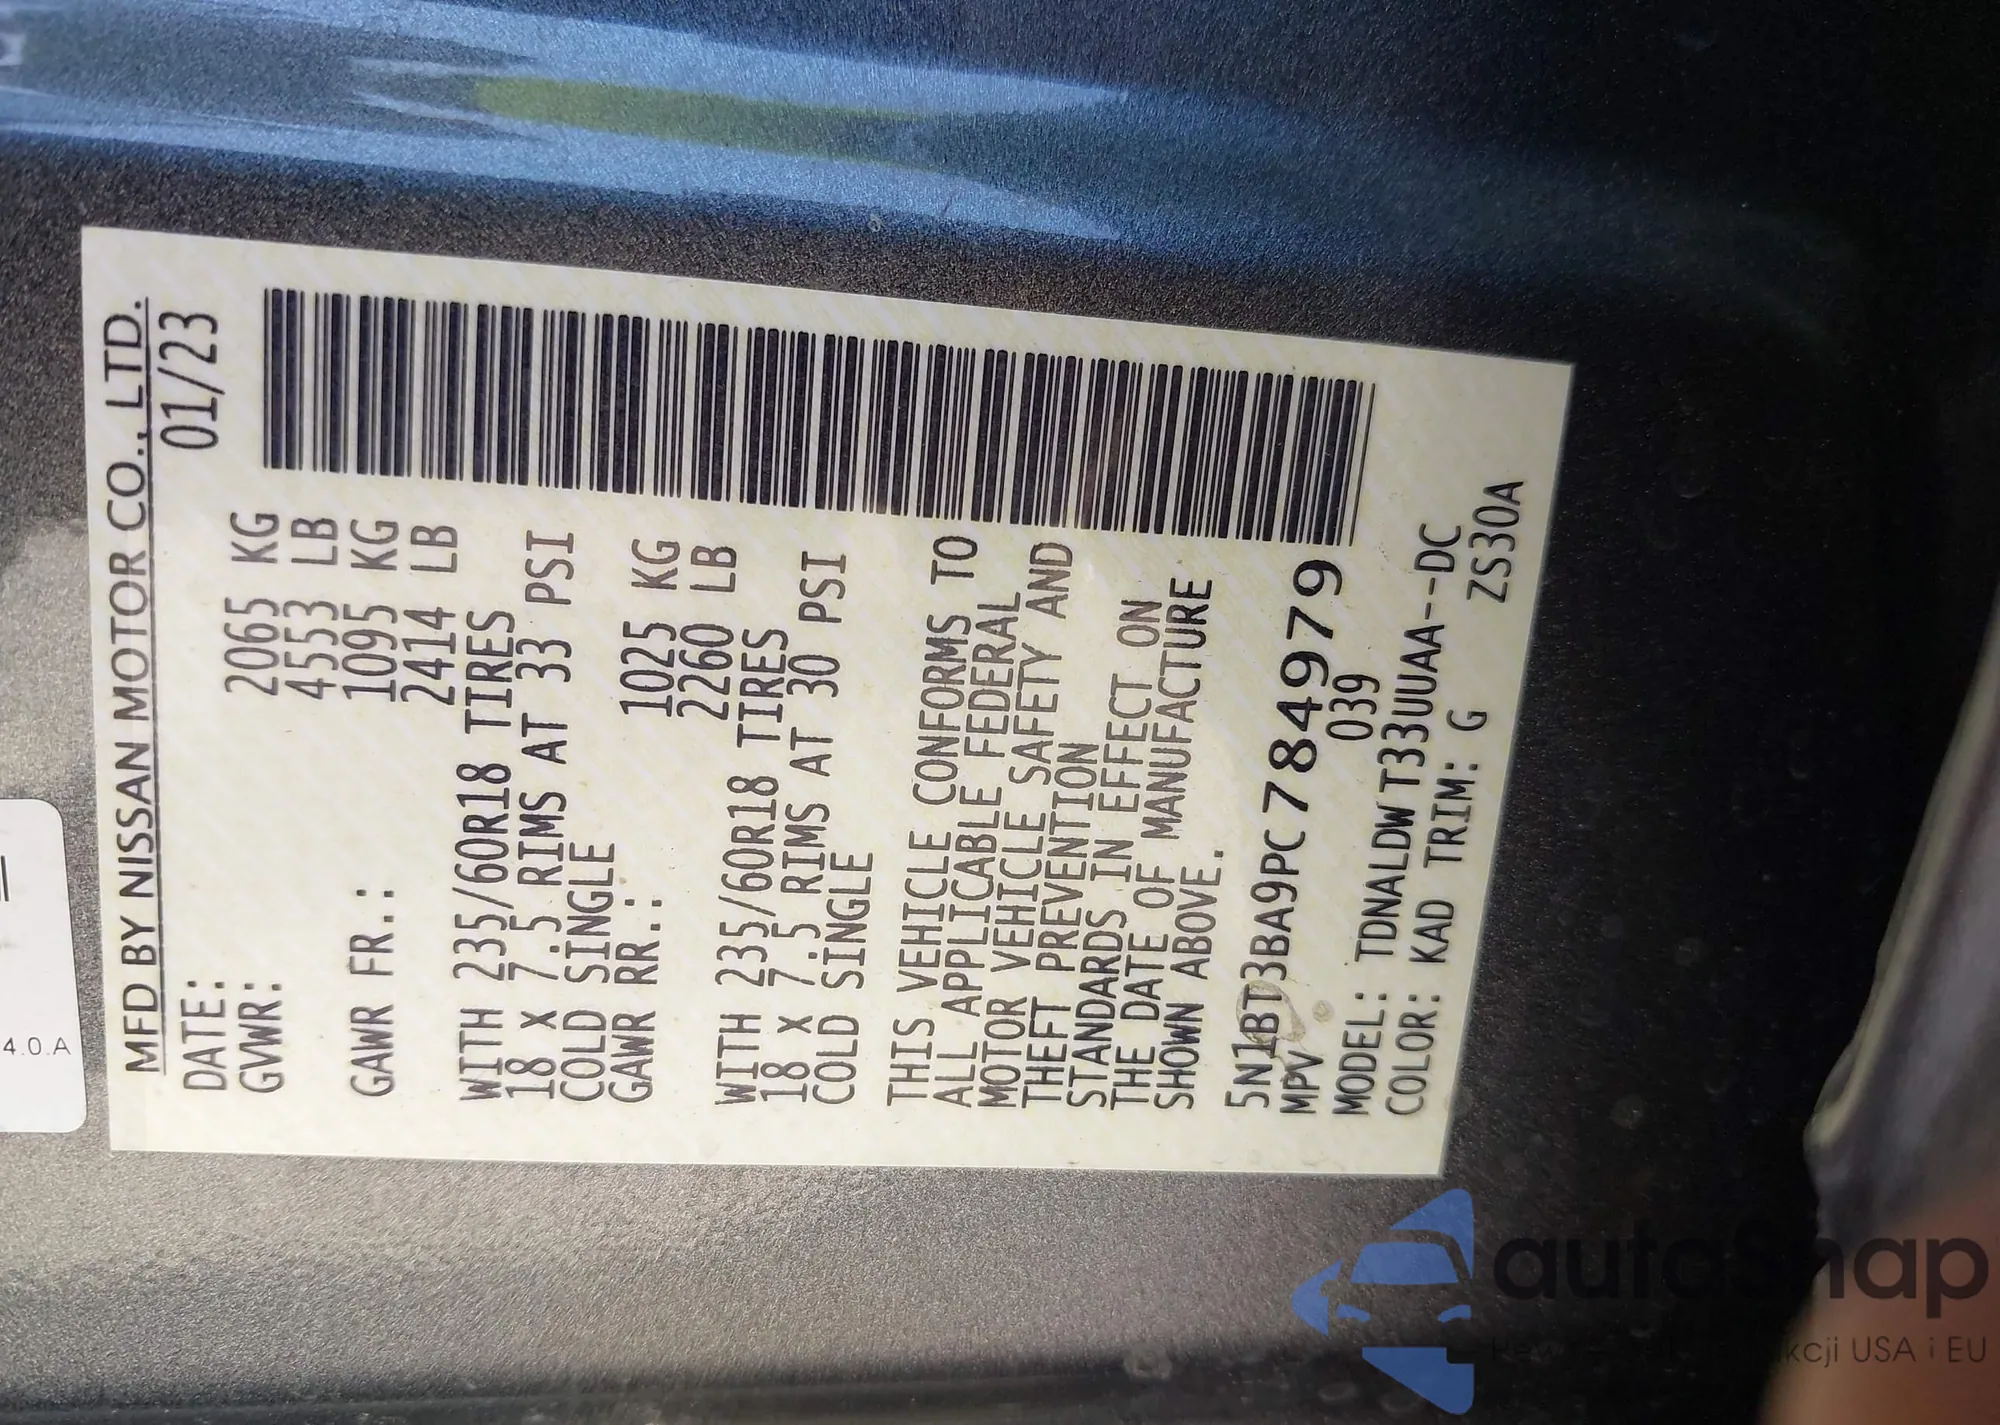 MFD BY NISSAN MOTOR CO., LTD.
DATE: 01/23
GVWR: 2065 KG
4553 LB
GAWR FR.: 1095 KG
2414 LB
WITH 235/60R18 TIRES
18 X 7.5 RIMS AT 33 PSI
COLD SINGLE
GAWR RR.: 1025 KG
2260 LB
WITH 235/60R18 TIRES
18 X 7.5 RIMS AT 30 PSI
COLD SINGLE
THIS VEHICLE CONFORMS TO
ALL APPLICABLE FEDERAL
MOTOR VEHICLE SAFETY AND
THEFT PREVENTION
STANDARDS IN EFFECT ON
THE DATE OF MANUFACTURE
SHOWN ABOVE.
5N1BT3BA9PC784979
MPV 039
MODEL: TDNALDW T33UUAA--DC
COLOR: KAD TRIM: G ZS30A
4.0.A
autoSnap
USA i EU